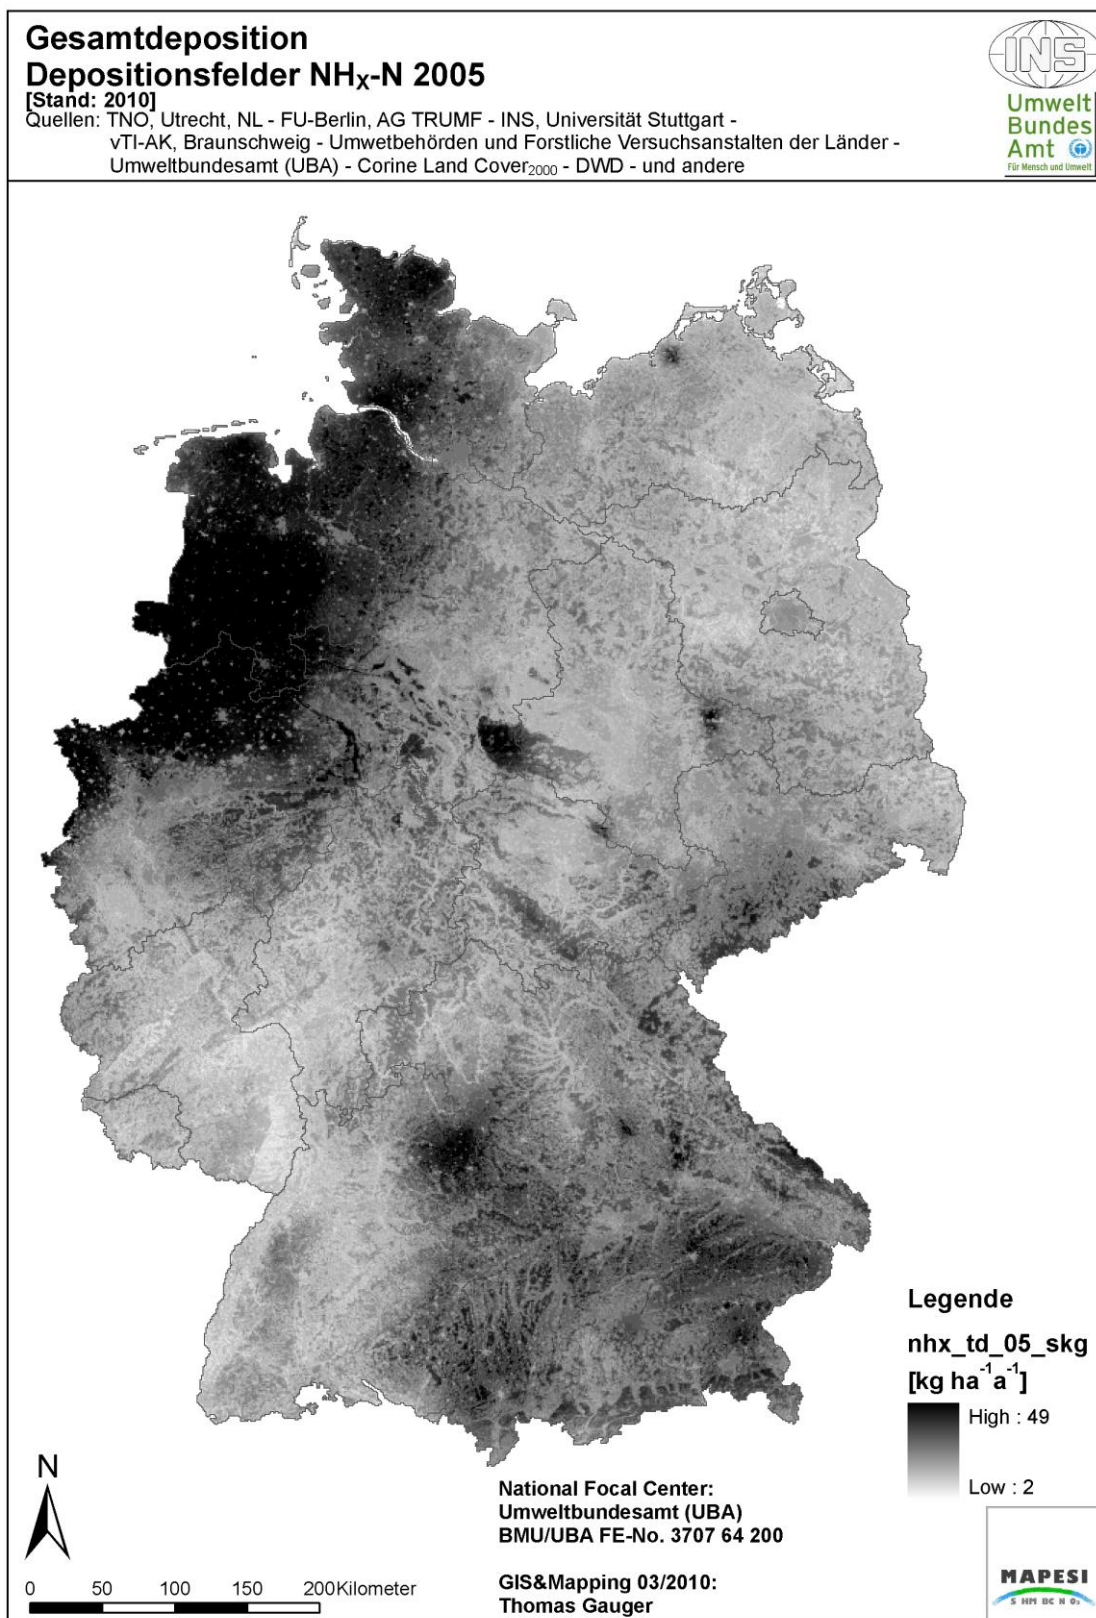 Gesamtdeposition
Depositionsfelder NHX-N 2005
[Stand: 2010]
Quellen: TNO, Utrecht, NL - FU-Berlin, AG TRUMF - INS, Universität Stuttgart -
vTI-AK, Braunschweig - Umwetbehörden und Forstliche Versuchsanstalten der Länder -
Umweltbundesamt (UBA) - Corine Land Cover2000 - DWD - und andere
INS
Umwelt
Bundes
Amt
Für Mensch und Umwelt
Legende
nhx_td_05_skg
[kg ha-1a-1]
High : 49
Low : 2
N
0 50 100 150 200Kilometer
National Focal Center:
Umweltbundesamt (UBA)
BMU/UBA FE-No. 3707 64 200
GIS&Mapping 03/2010:
Thomas Gauger
MAPESI
S HM BC N O3